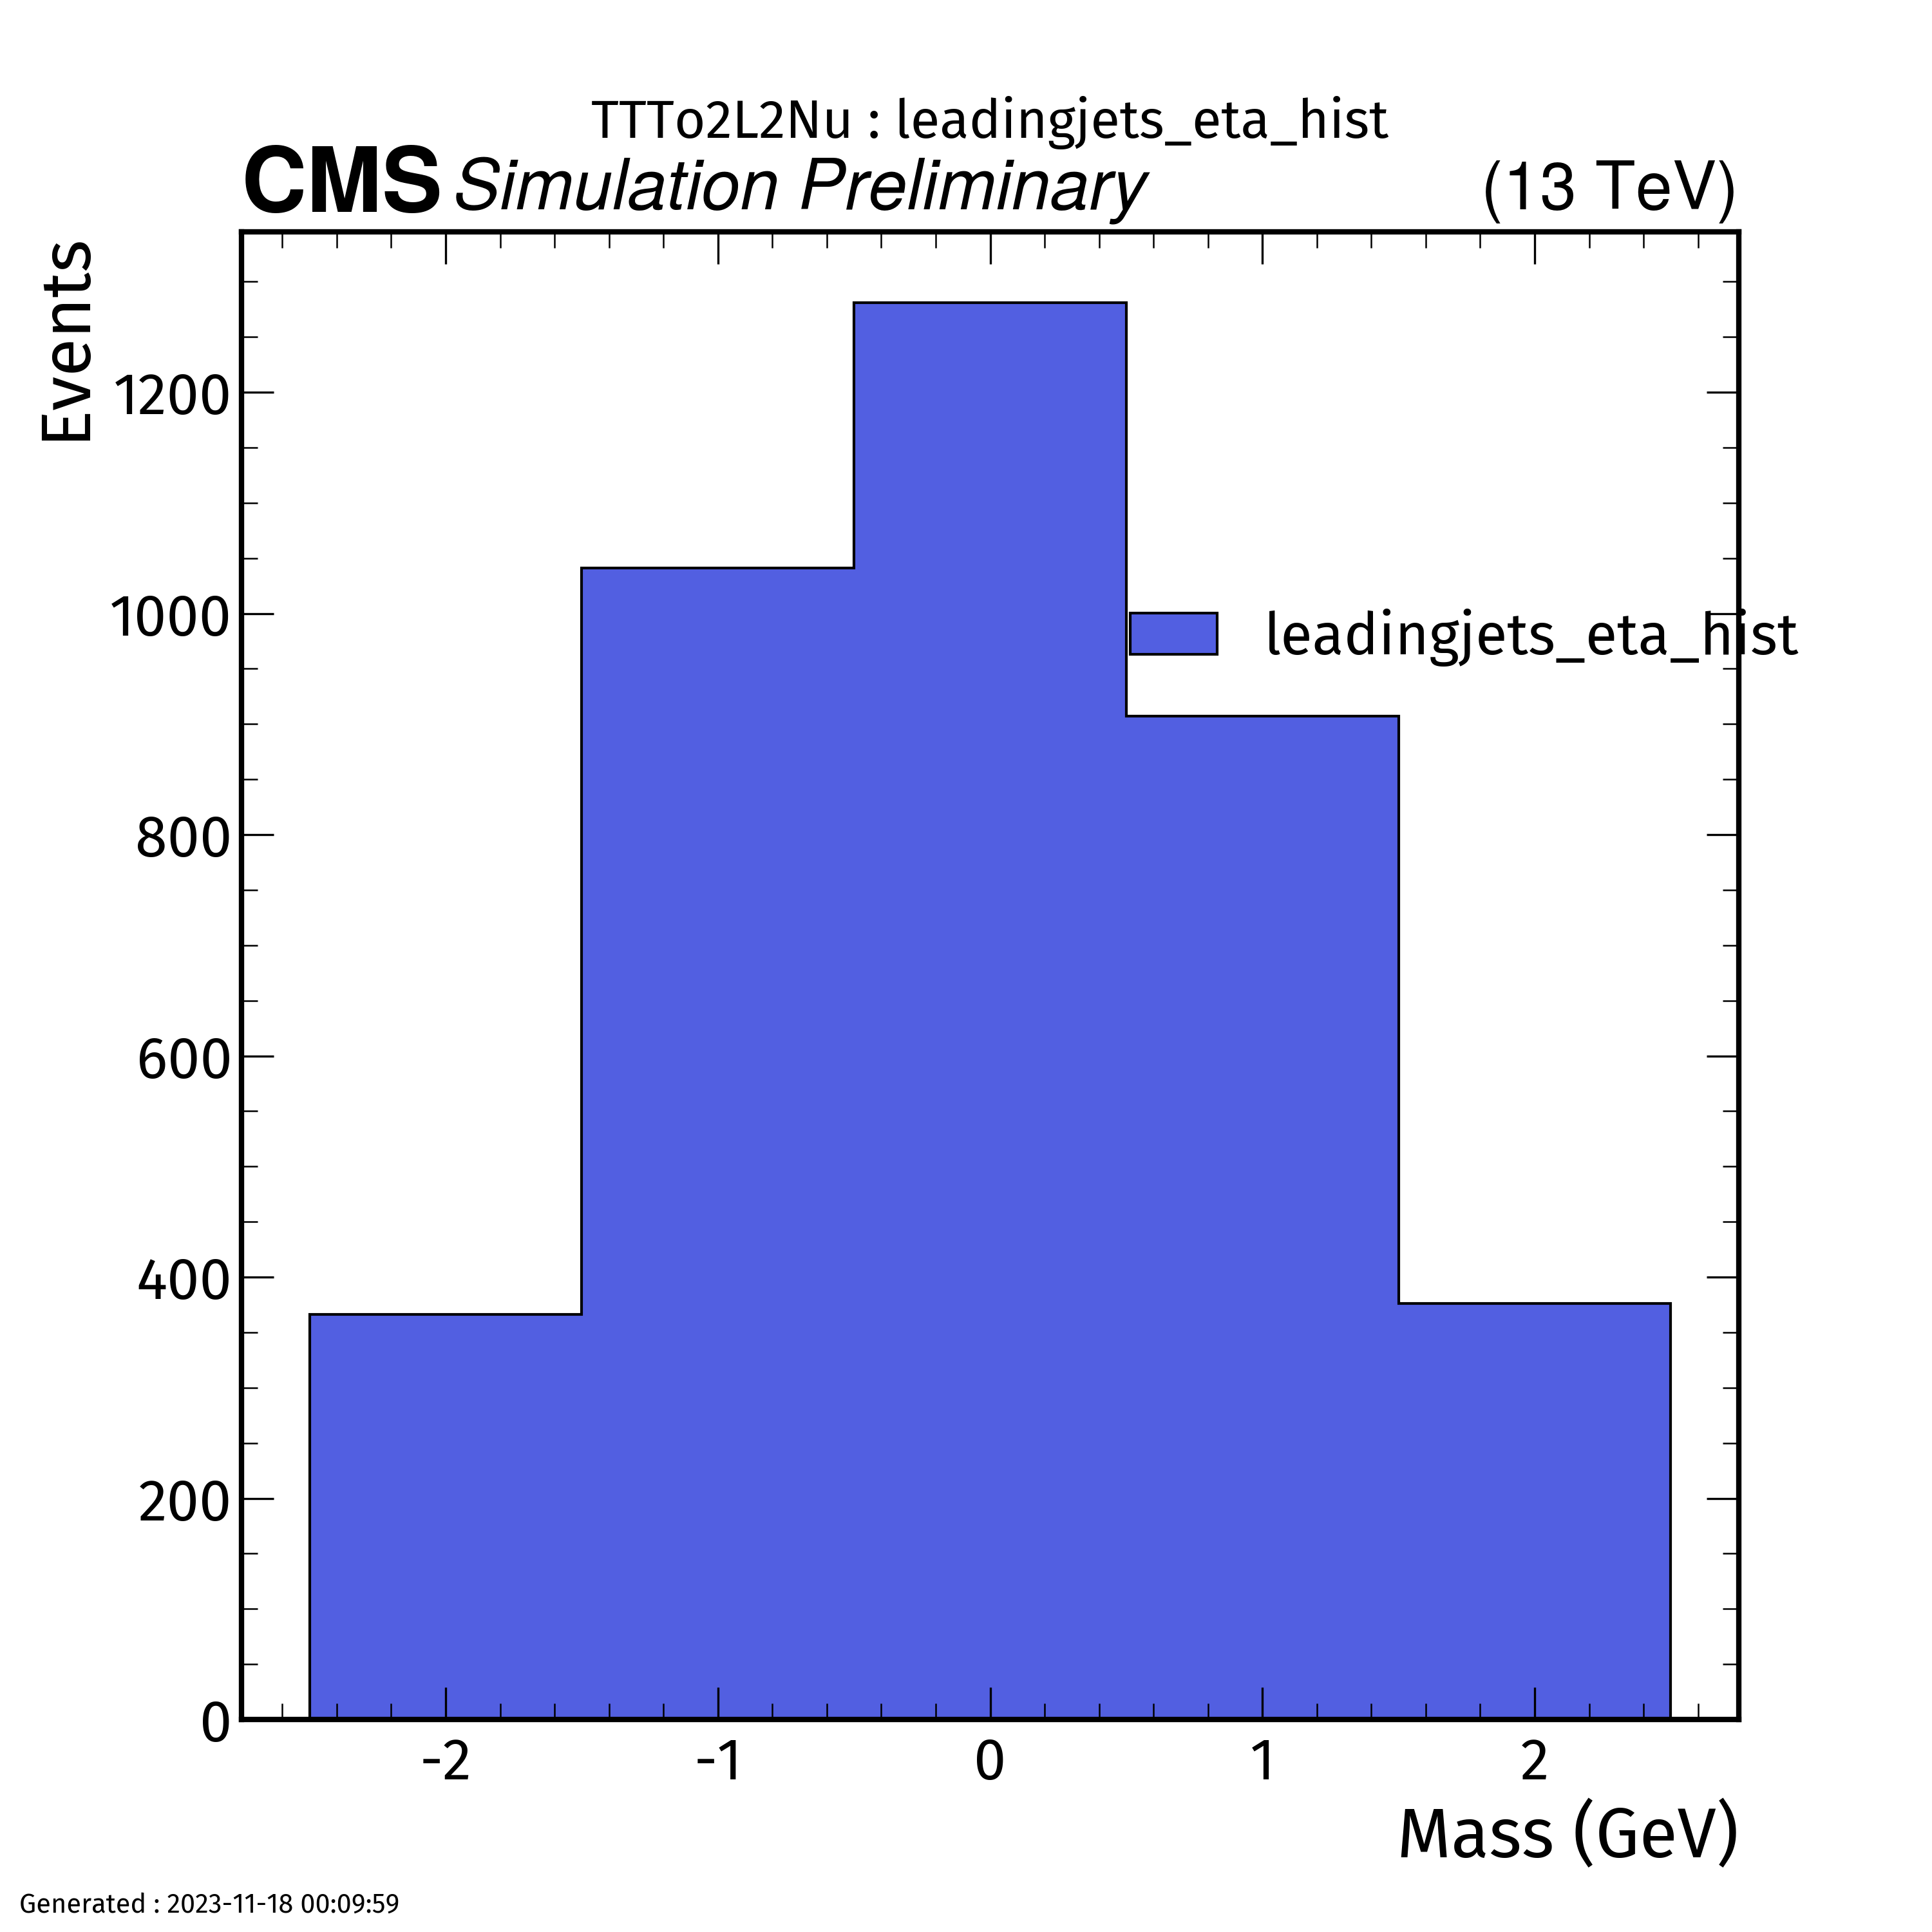 TTTo2L2Nu : leadingjets_eta_hist
CMS Simulation Preliminary (13 TeV)
Events
1200
1000
leadingjets_eta_hist
800
600
400
200
0
-2 -1 0 1 2
Mass (GeV)
Generated : 2023-11-18 00:09:59